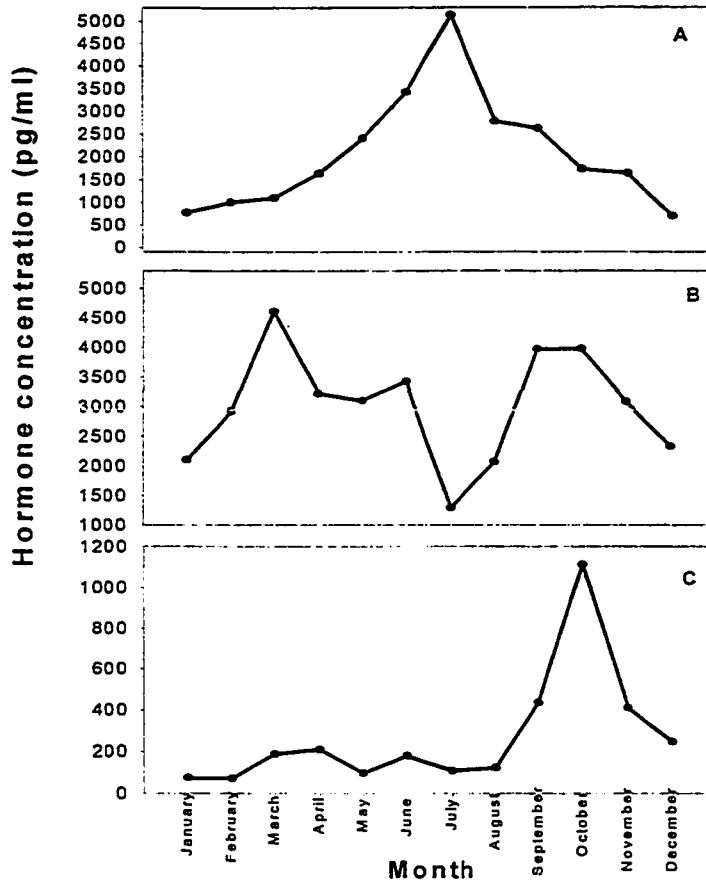 Hormone concentration (pg/ml)
A
5000
4500
4000
3500
3000
2500
2000
1500
1000
500
0
B
5000
4500
4000
3500
3000
2500
2000
1500
1000
C
1200
1000
800
600
400
200
0
January
February
March
April
May
June
July
August
September
October
November
December
Month